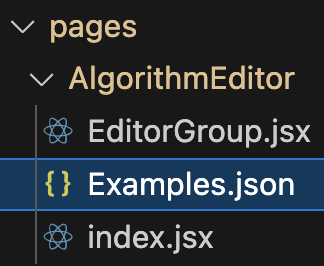 pages
AlgorithmEditor
EditorGroup.jsx
{} Examples.json
index.jsx